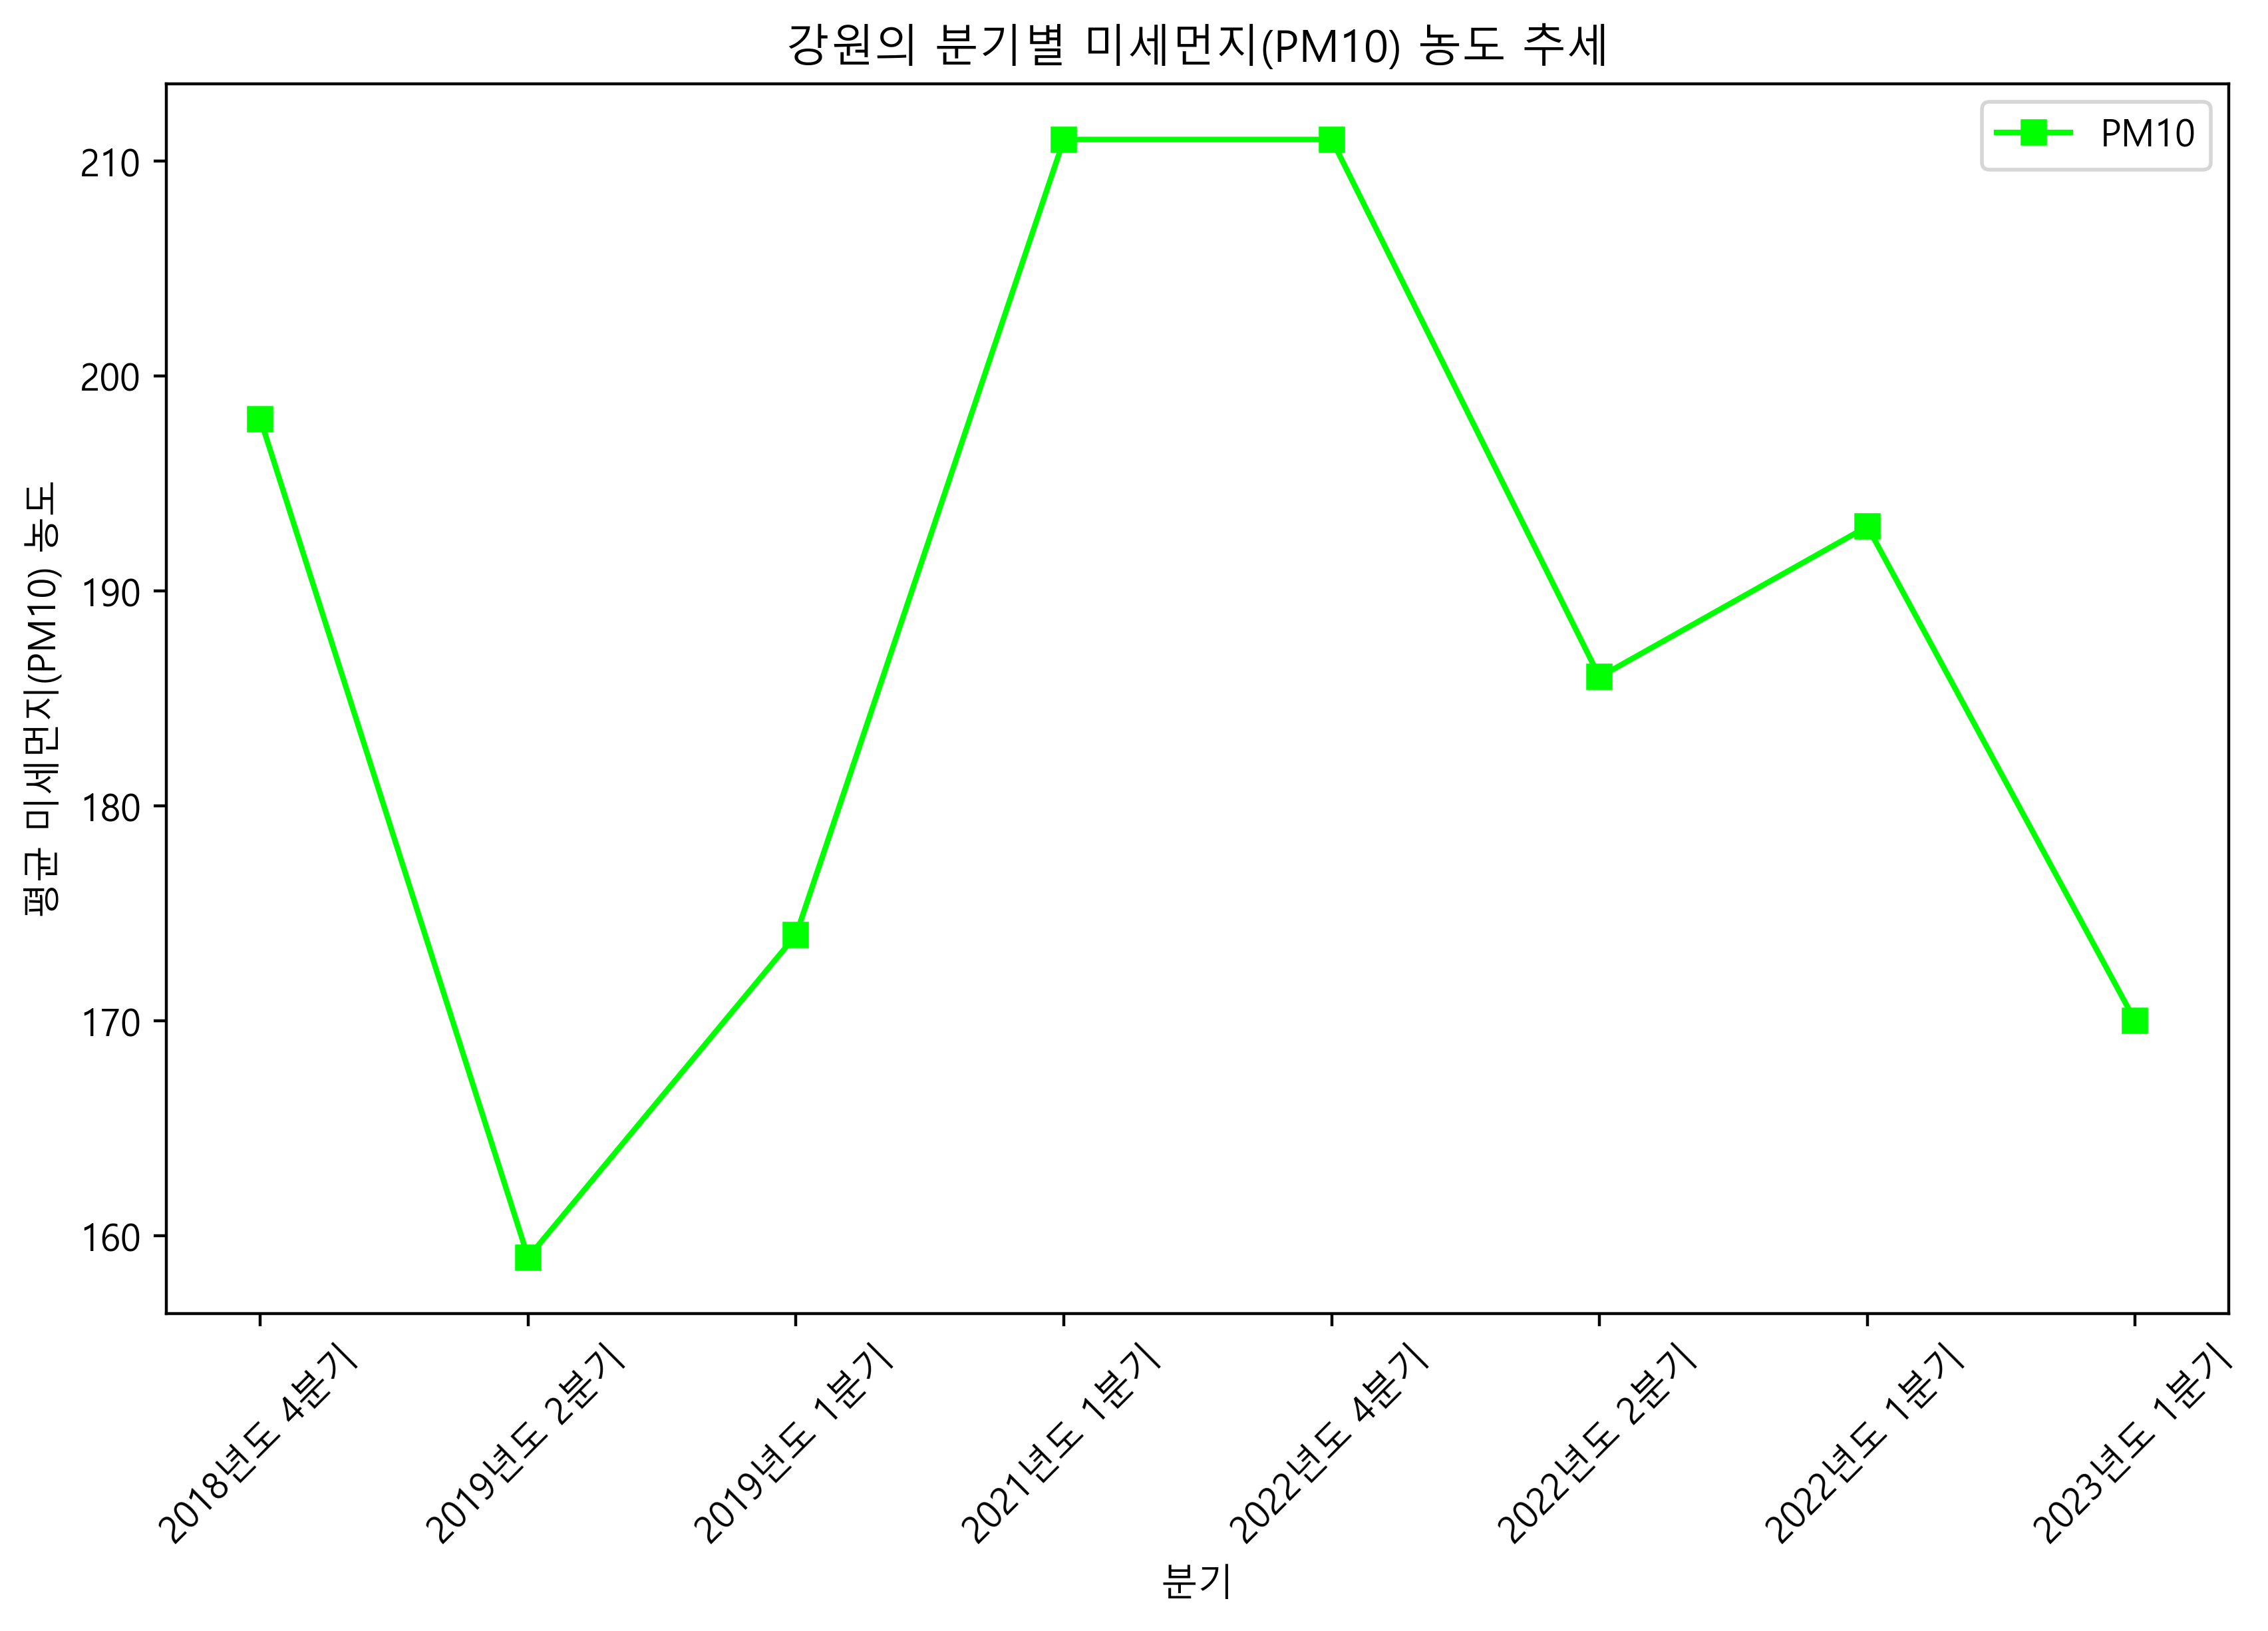 강원의 분기별 미세먼지(PM10) 농도 추세
PM10
평균 미세먼지(PM10) 농도
210
200
190
180
170
160
2018년도 4분기
2019년도 2분기
2019년도 1분기
2021년도 1분기
2022년도 4분기
2022년도 2분기
2022년도 1분기
2023년도 1분기
분기